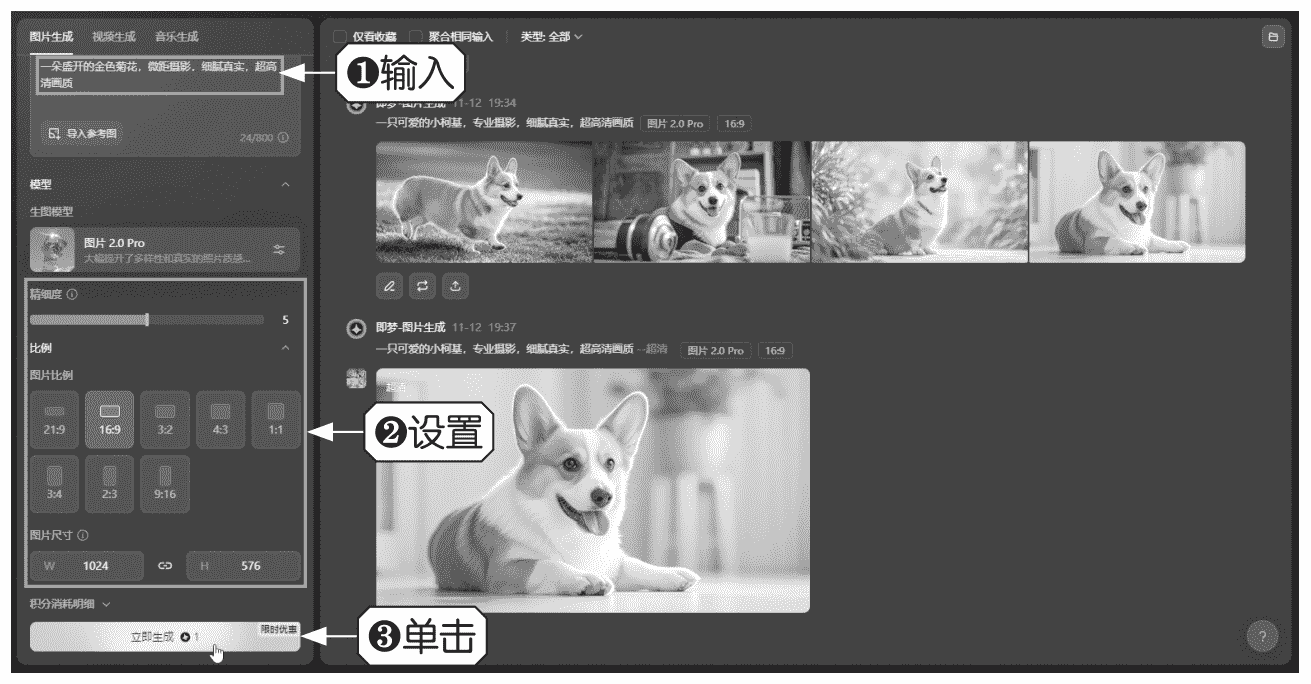 图片生成 视频生成 音乐生成
一朵盛开的金色菊花，微距摄影，细腻真实，超高
清画质
导入参考图
24/800
模型
生图模型
图片 2.0 Pro
大幅提升了多样性和真实的照片质感...
精细度
5
比例
图片比例
21:9 16:9 3:2 4:3 1:1
3:4 2:3 9:16
图片尺寸
W 1024 H 576
积分消耗明细
限时优惠
立即生成 1
❶输入
❷设置
❸单击
仅看收藏 聚合相同输入 类型: 全部
即梦-图片生成 11-12 19:34
一只可爱的小柯基，专业摄影，细腻真实，超高清画质 图片 2.0 Pro 16:9
即梦-图片生成 11-12 19:37
一只可爱的小柯基，专业摄影，细腻真实，超高清画质 --超清 图片 2.0 Pro 16:9
超清
?